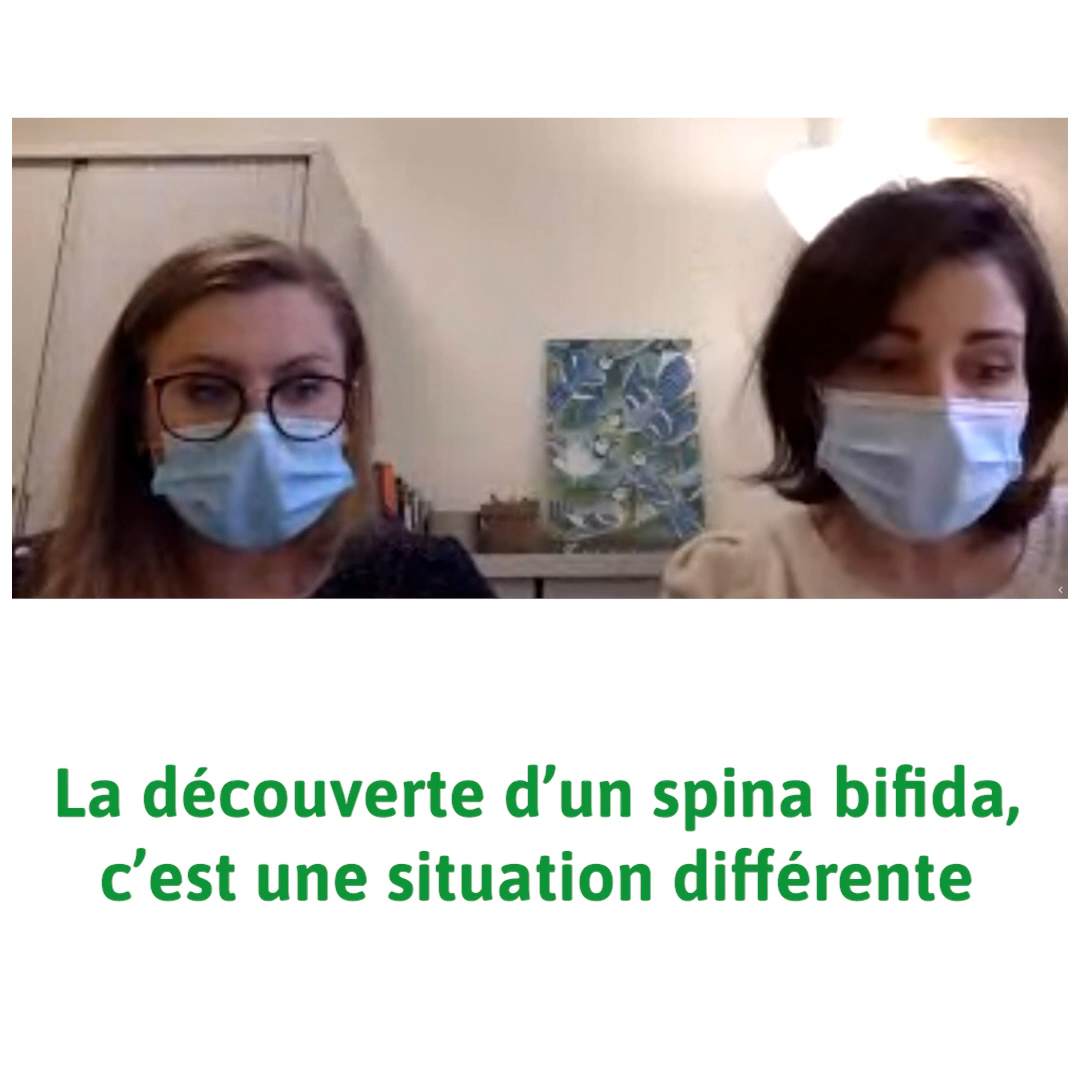 La découverte d’un spina bifida,
c’est une situation différente